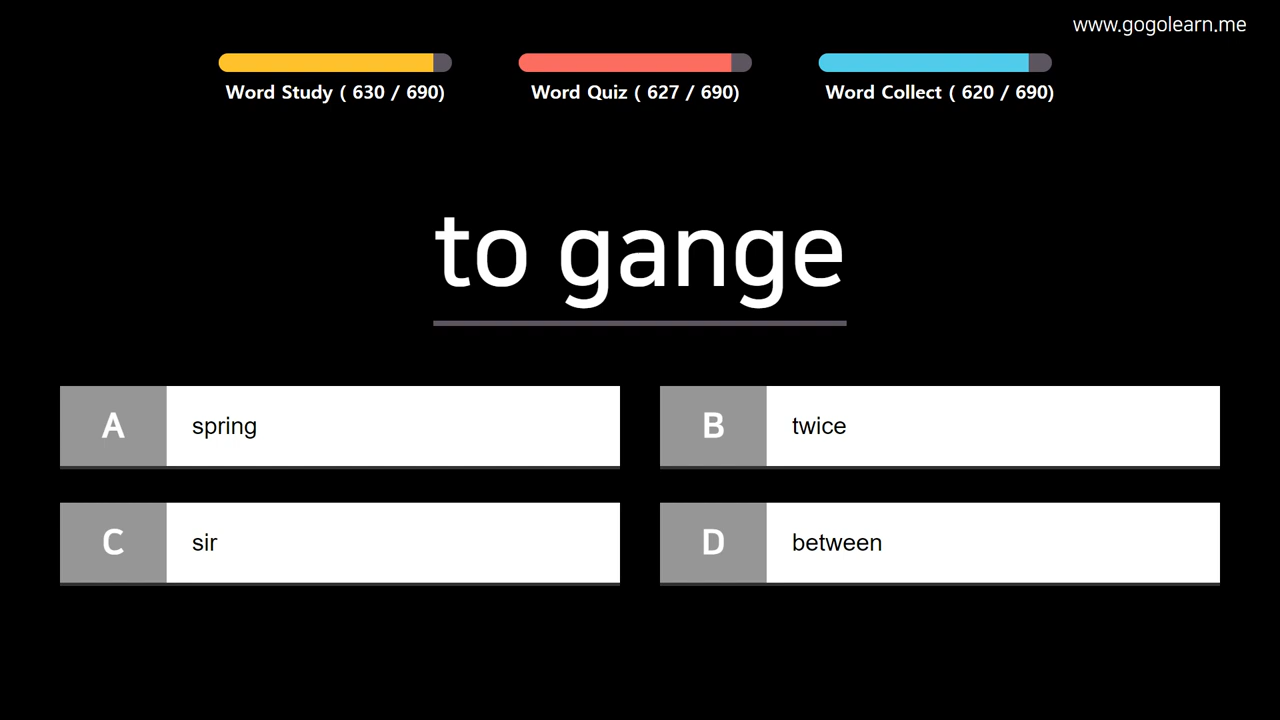 www.gogolearn.me
Word Study ( 630 / 690)
Word Quiz ( 627 / 690)
Word Collect ( 620 / 690)
to gange
A spring
B twice
C sir
D between